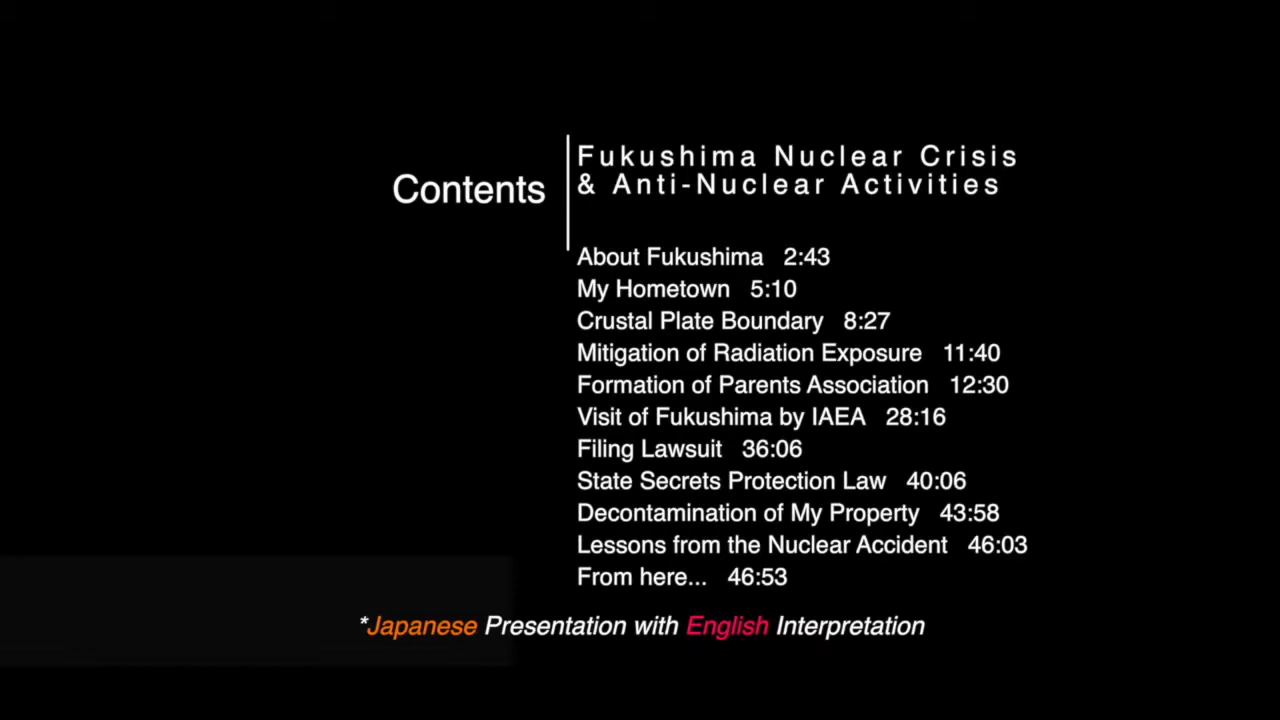 Contents
Fukushima Nuclear Crisis
& Anti-Nuclear Activities
About Fukushima 2:43
My Hometown 5:10
Crustal Plate Boundary 8:27
Mitigation of Radiation Exposure 11:40
Formation of Parents Association 12:30
Visit of Fukushima by IAEA 28:16
Filing Lawsuit 36:06
State Secrets Protection Law 40:06
Decontamination of My Property 43:58
Lessons from the Nuclear Accident 46:03
From here... 46:53
*Japanese Presentation with English Interpretation